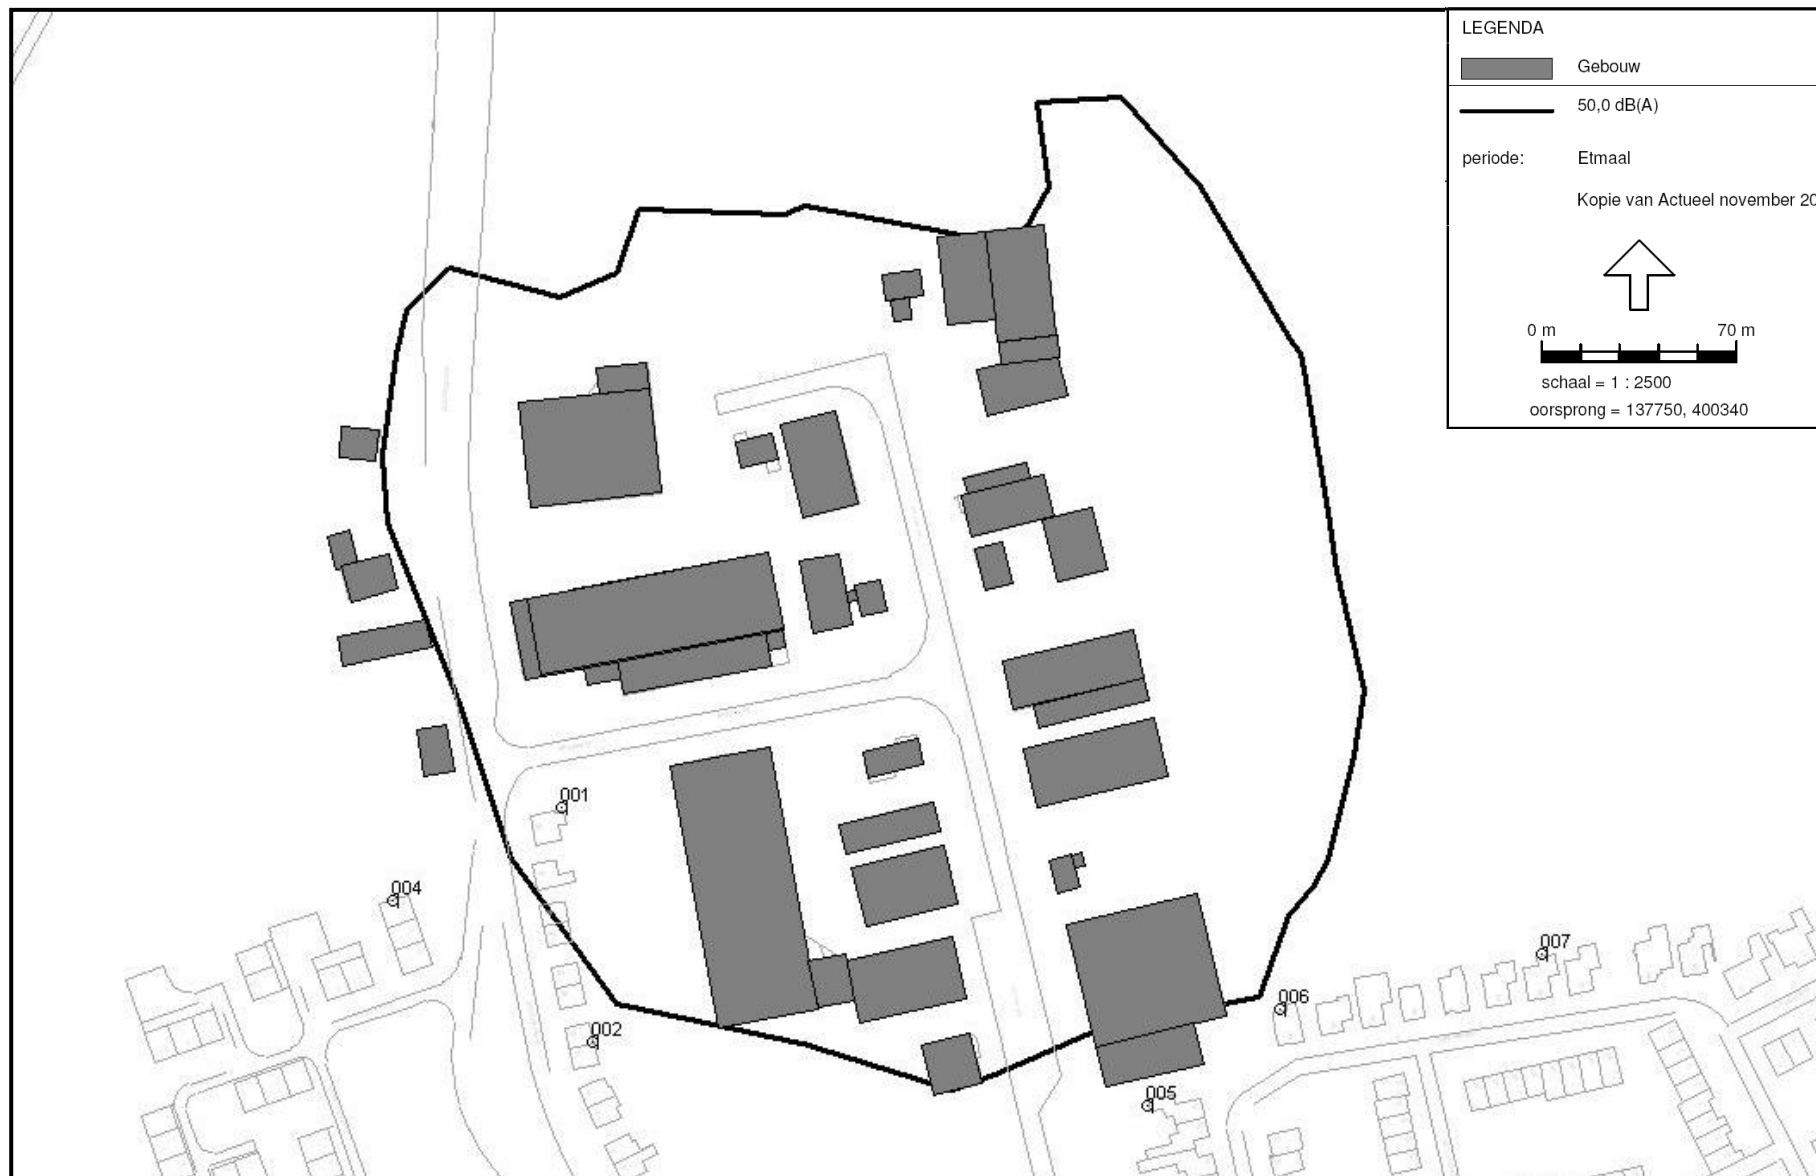 LEGENDA
Gebouw
50,0 dB(A)
periode: Etmaal
Kopie van Actueel november 20
0 m 70 m
schaal = 1 : 2500
oorsprong = 137750, 400340
001
004
007
006
002
005